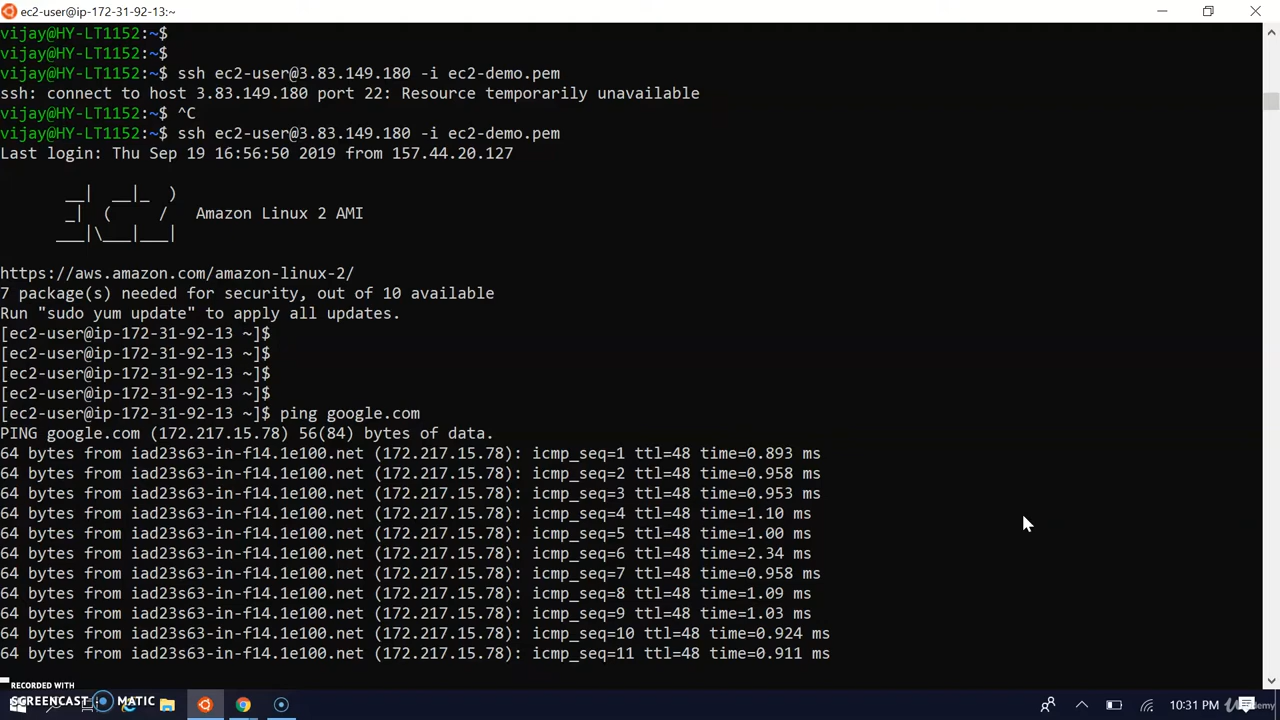 ec2-user@ip-172-31-92-13:~
vijay@HY-LT1152:~$
vijay@HY-LT1152:~$
vijay@HY-LT1152:~$ ssh ec2-user@3.83.149.180 -i ec2-demo.pem
ssh: connect to host 3.83.149.180 port 22: Resource temporarily unavailable
vijay@HY-LT1152:~$ ^C
vijay@HY-LT1152:~$ ssh ec2-user@3.83.149.180 -i ec2-demo.pem
Last login: Thu Sep 19 16:56:50 2019 from 157.44.20.127
       __|  __|_  )
       _|  (     /   Amazon Linux 2 AMI
      ___|\___|___|
https://aws.amazon.com/amazon-linux-2/
7 package(s) needed for security, out of 10 available
Run "sudo yum update" to apply all updates.
[ec2-user@ip-172-31-92-13 ~]$
[ec2-user@ip-172-31-92-13 ~]$
[ec2-user@ip-172-31-92-13 ~]$
[ec2-user@ip-172-31-92-13 ~]$
[ec2-user@ip-172-31-92-13 ~]$ ping google.com
PING google.com (172.217.15.78) 56(84) bytes of data.
64 bytes from iad23s63-in-f14.1e100.net (172.217.15.78): icmp_seq=1 ttl=48 time=0.893 ms
64 bytes from iad23s63-in-f14.1e100.net (172.217.15.78): icmp_seq=2 ttl=48 time=0.958 ms
64 bytes from iad23s63-in-f14.1e100.net (172.217.15.78): icmp_seq=3 ttl=48 time=0.953 ms
64 bytes from iad23s63-in-f14.1e100.net (172.217.15.78): icmp_seq=4 ttl=48 time=1.10 ms
64 bytes from iad23s63-in-f14.1e100.net (172.217.15.78): icmp_seq=5 ttl=48 time=1.00 ms
64 bytes from iad23s63-in-f14.1e100.net (172.217.15.78): icmp_seq=6 ttl=48 time=2.34 ms
64 bytes from iad23s63-in-f14.1e100.net (172.217.15.78): icmp_seq=7 ttl=48 time=0.958 ms
64 bytes from iad23s63-in-f14.1e100.net (172.217.15.78): icmp_seq=8 ttl=48 time=1.09 ms
64 bytes from iad23s63-in-f14.1e100.net (172.217.15.78): icmp_seq=9 ttl=48 time=1.03 ms
64 bytes from iad23s63-in-f14.1e100.net (172.217.15.78): icmp_seq=10 ttl=48 time=0.924 ms
64 bytes from iad23s63-in-f14.1e100.net (172.217.15.78): icmp_seq=11 ttl=48 time=0.911 ms
RECORDED WITH
SCREENCAST MATIC
10:31 PM
Udemy